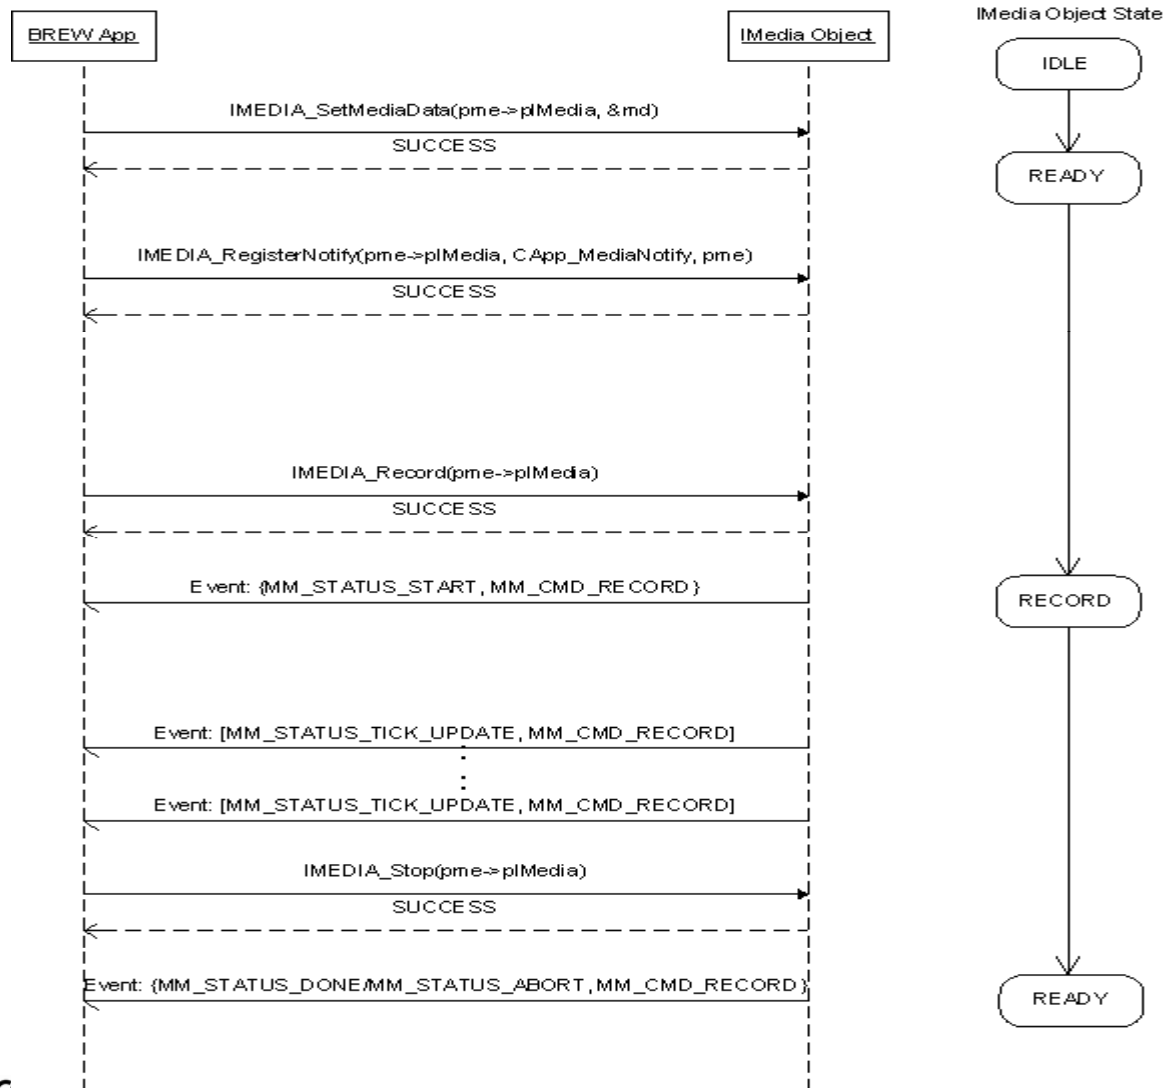 IMedia Object State
BREW App
IMedia Object
IDLE
IMEDIA_SetMediaData(pme->pIMedia, &md)
SUCCESS
READY
IMEDIA_RegisterNotify(pme->pIMedia, CApp_MediaNotify, pme)
SUCCESS
IMEDIA_Record(pme->pIMedia)
SUCCESS
Event: {MM_STATUS_START, MM_CMD_RECORD}
RECORD
Event: [MM_STATUS_TICK_UPDATE, MM_CMD_RECORD]
Event: [MM_STATUS_TICK_UPDATE, MM_CMD_RECORD]
IMEDIA_Stop(pme->pIMedia)
SUCCESS
Event: {MM_STATUS_DONE/MM_STATUS_ABORT, MM_CMD_RECORD}
READY